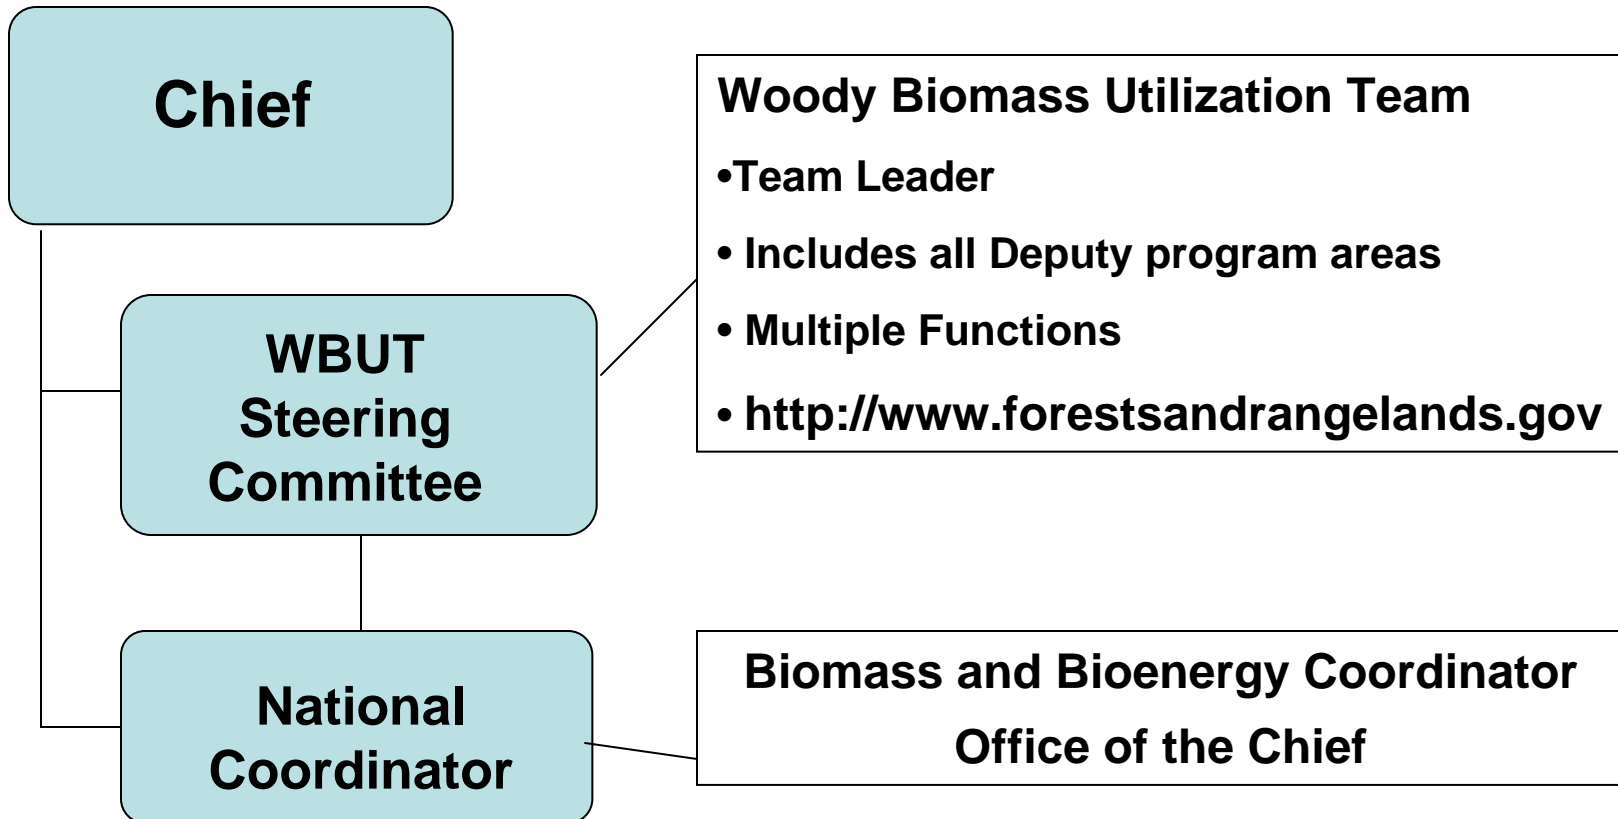 Chief
Woody Biomass Utilization Team
•Team Leader
• Includes all Deputy program areas
• Multiple Functions
• http://www.forestsandrangelands.gov
WBUT
Steering
Committee
National
Coordinator
Biomass and Bioenergy Coordinator
Office of the Chief